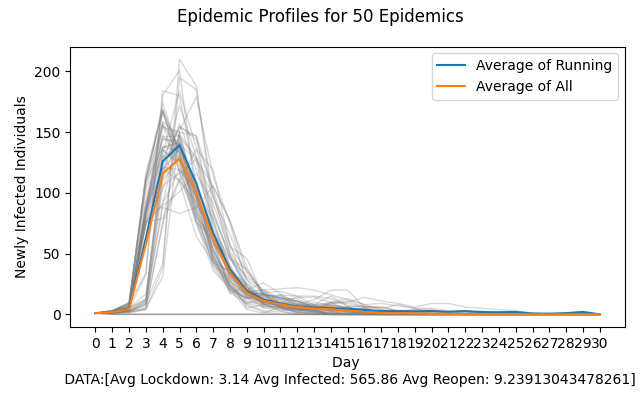 Epidemic Profiles for 50 Epidemics
Average of Running
Average of All
Newly Infected Individuals
200
150
100
50
0
0 1 2 3 4 5 6 7 8 9 10 11 12 13 14 15 16 17 18 19 20 21 22 23 24 25 26 27 28 29 30
Day
DATA:[Avg Lockdown: 3.14 Avg Infected: 565.86 Avg Reopen: 9.23913043478261]